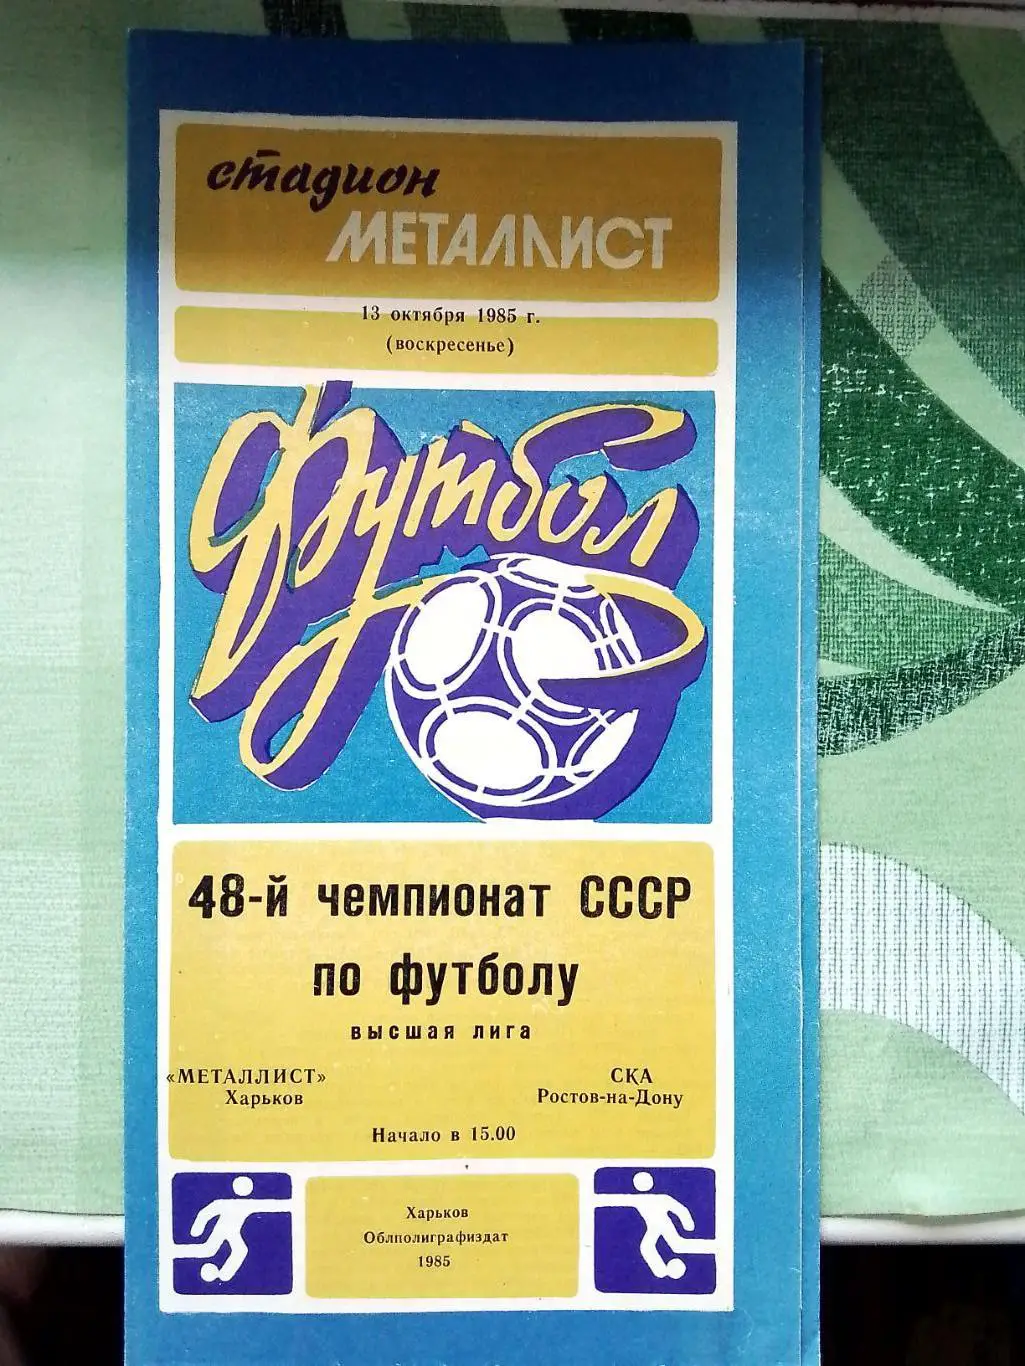 стадион
МЕТАЛЛИСТ
13 октября 1985 г.
(воскресенье)
Футбол
48-й чемпионат СССР
по футболу
высшая лига
«МЕТАЛЛИСТ» СКА
Харьков Ростов-на-Дону
Начало в 15.00
Харьков
Облполиграфиздат
1985